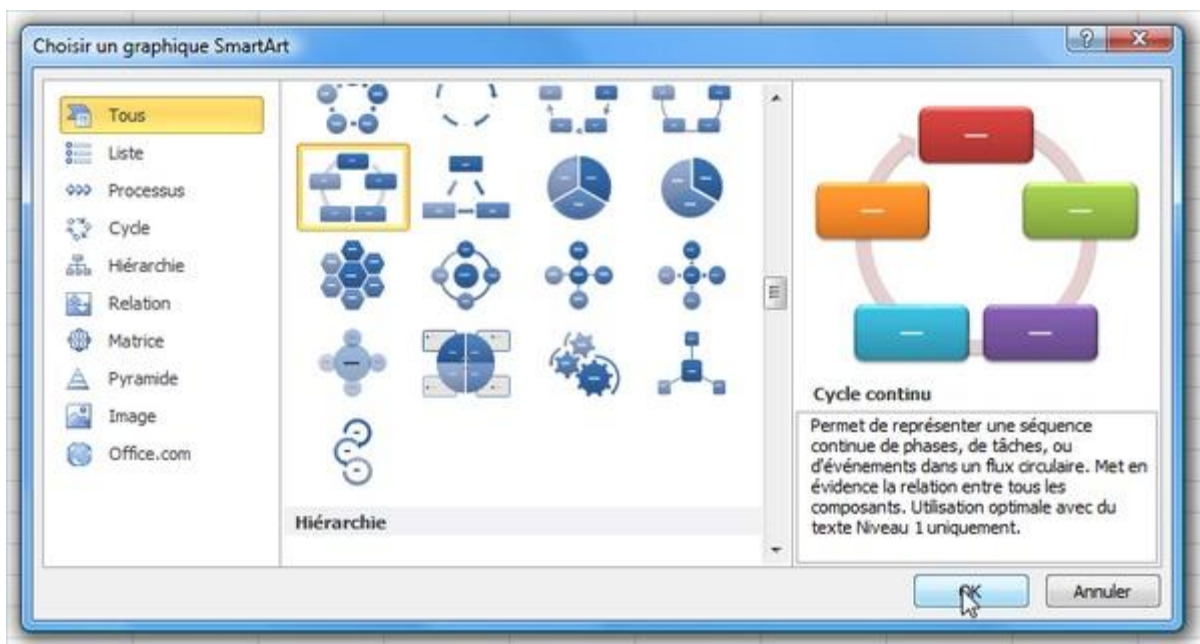 Choisir un graphique SmartArt
Tous
Liste
Processus
Cycle
Hiérarchie
Relation
Matrice
Pyramide
Image
Office.com
Hiérarchie
Cycle continu
Permet de représenter une séquence
continue de phases, de tâches, ou
d'événements dans un flux circulaire. Met en
évidence la relation entre tous les
composants. Utilisation optimale avec du
texte Niveau 1 uniquement.
OK
Annuler